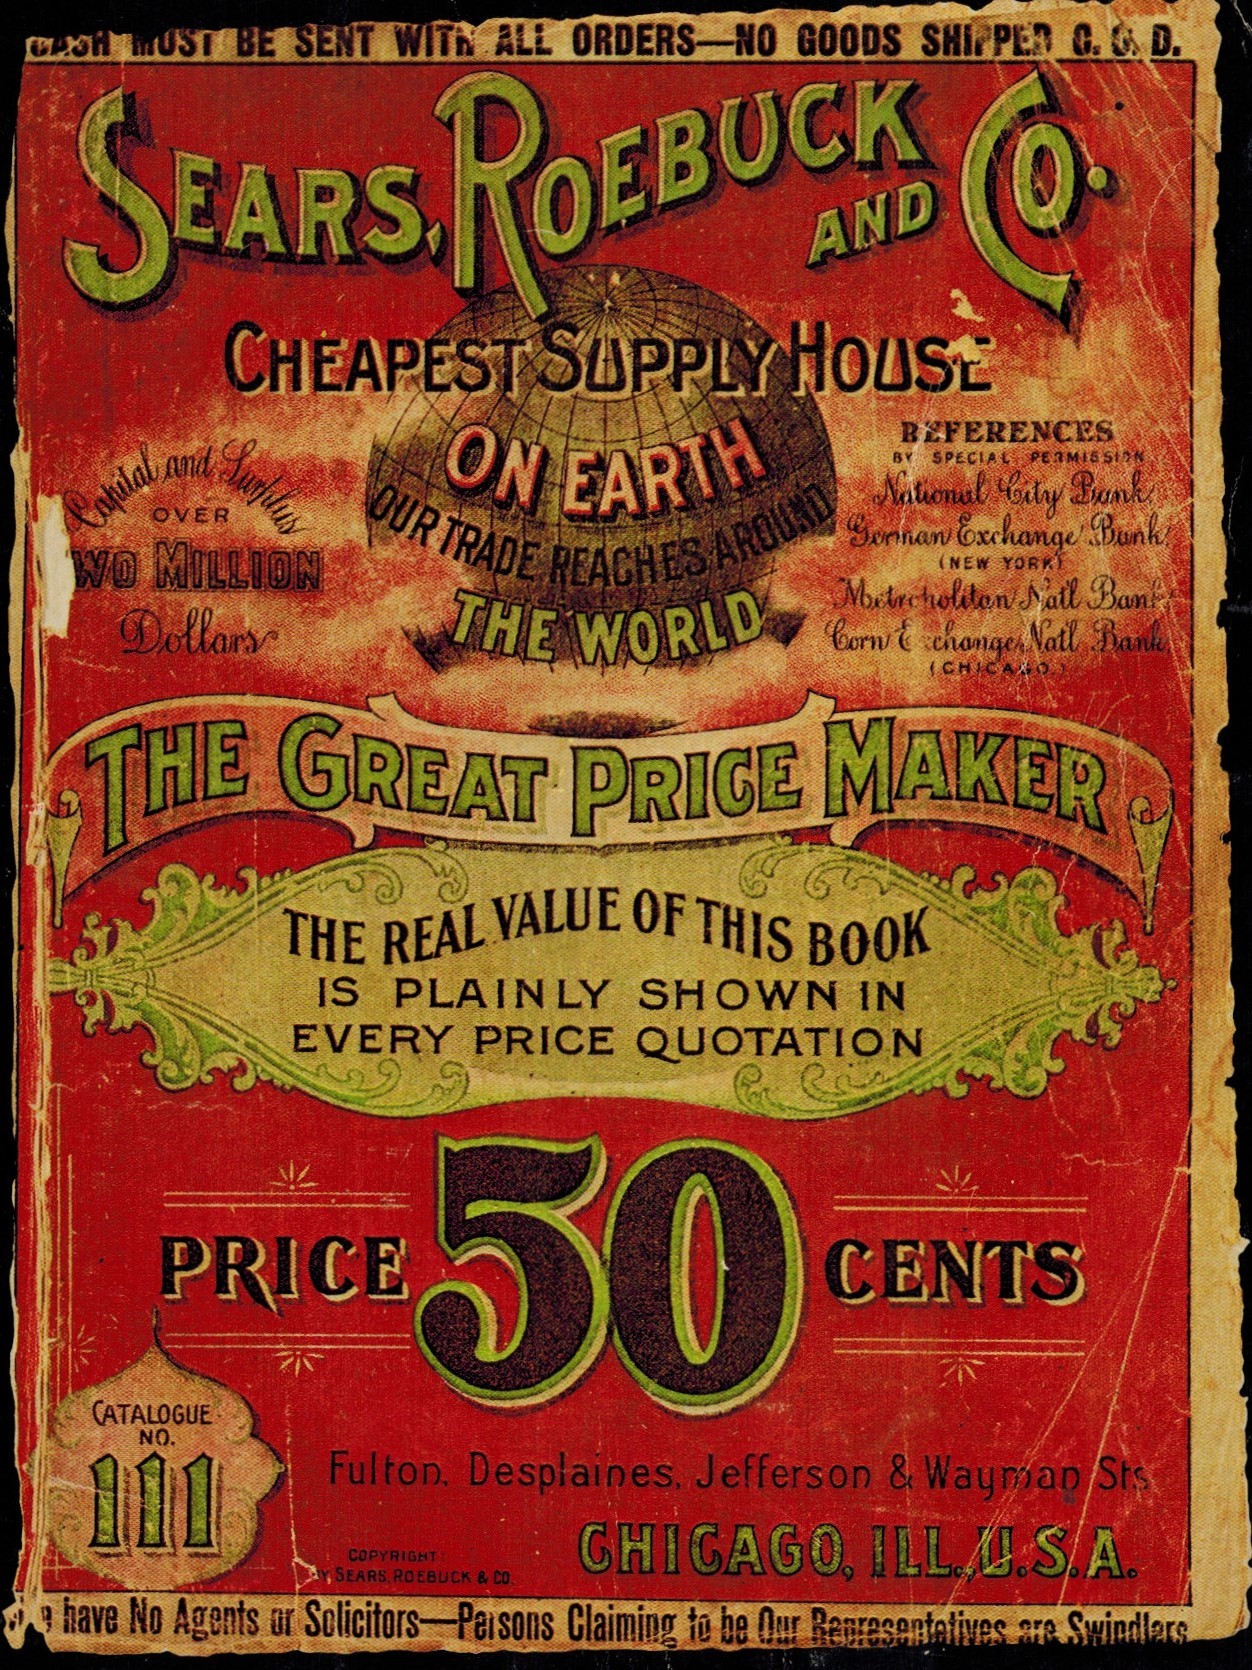 CASH MUST BE SENT WITH ALL ORDERS—NO GOODS SHIPPED C. O. D.
SEARS, ROEBUCK AND CO.
CHEAPEST SUPPLY HOUSE
ON EARTH
OUR TRADE REACHES AROUND
THE WORLD
Capital and Surplus
OVER
TWO MILLION
Dollars
REFERENCES
BY SPECIAL PERMISSION
National City Bank,
German Exchange Bank,
(NEW YORK)
Metropolitan Nat'l Bank,
Corn Exchange Nat'l Bank,
(CHICAGO.)
THE GREAT PRICE MAKER
THE REAL VALUE OF THIS BOOK
IS PLAINLY SHOWN IN
EVERY PRICE QUOTATION
PRICE 50 CENTS
CATALOGUE
NO.
111
Fulton, Desplaines, Jefferson & Wayman Sts
CHICAGO, ILL., U.S.A.
COPYRIGHT
BY SEARS, ROEBUCK & CO.
We have No Agents or Solicitors—Persons Claiming to be Our Representatives are Swindlers